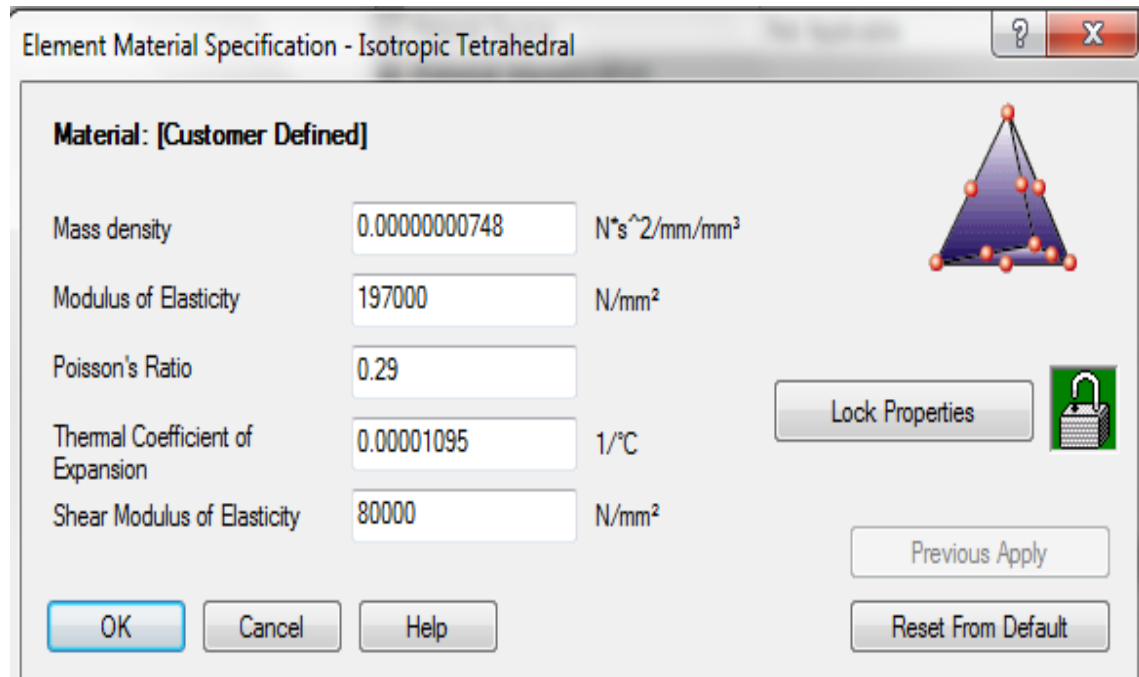 Element Material Specification - Isotropic Tetrahedral
?
X
Material: [Customer Defined]
Mass density 0.00000000748 N*s^2/mm/mm³
Modulus of Elasticity 197000 N/mm²
Poisson's Ratio 0.29
Lock Properties
Thermal Coefficient of
Expansion
0.00001095 1/°C
Shear Modulus of Elasticity 80000 N/mm²
Previous Apply
OK Cancel Help Reset From Default